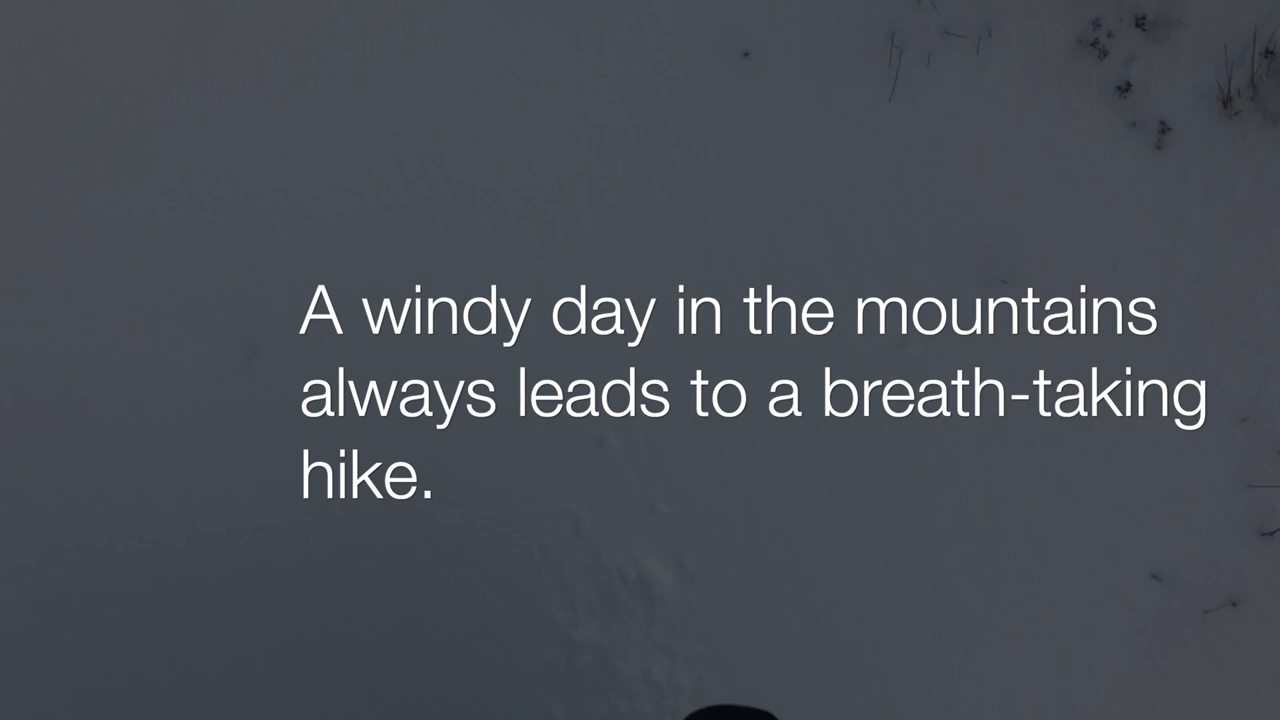 A windy day in the mountains
always leads to a breath-taking
hike.